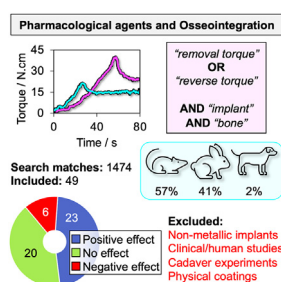 Pharmacological agents and Osseointegration
Torque / N.cm
45
30
15
0
0
40
80
Time / s
"removal torque"
OR
"reverse torque"
AND "implant"
AND "bone"
Search matches: 1474
Included: 49
57%
41%
2%
6
23
20
Positive effect
No effect
Negative effect
Excluded:
Non-metallic implants
Clinical/human studies
Cadaver experiments
Physical coatings